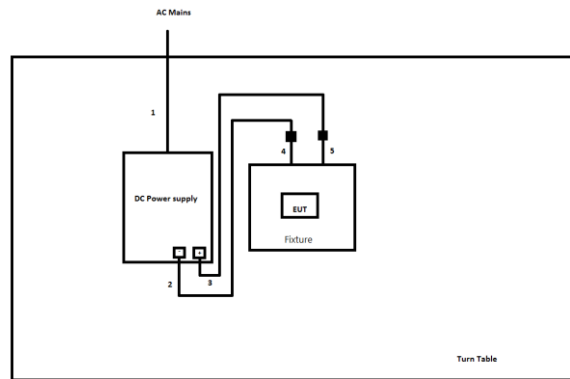 AC Mains
1
DC Power supply
4
5
EUT
Fixture
-
+
2
3
Turn Table